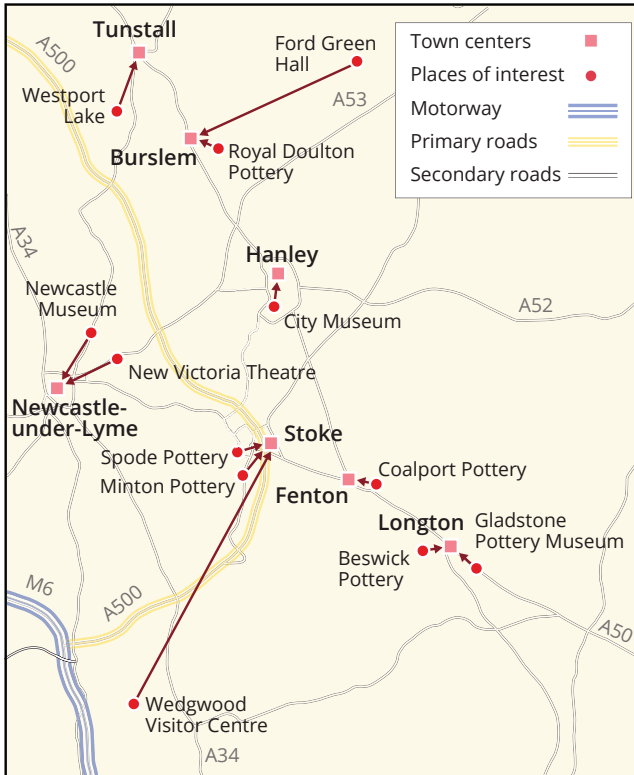 Tunstall
A500
Ford Green
Hall
Town centers
Places of interest
Motorway
Primary roads
Secondary roads
Westport
Lake
A53
Burslem
Royal Doulton
Pottery
A34
Hanley
Newcastle
Museum
City Museum
A52
New Victoria Theatre
Newcastle-
under-Lyme
Stoke
Spode Pottery
Minton Pottery
Fenton
Coalport Pottery
Longton
Gladstone
Pottery Museum
Beswick
Pottery
M6
A500
A50
Wedgwood
Visitor Centre
A34